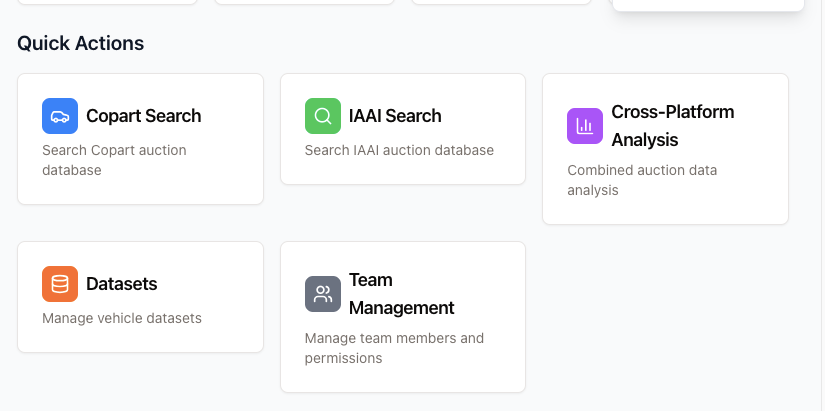 Quick Actions
Copart Search
Search Copart auction
database
IAAI Search
Search IAAI auction database
Cross-Platform
Analysis
Combined auction data
analysis
Datasets
Manage vehicle datasets
Team
Management
Manage team members and
permissions